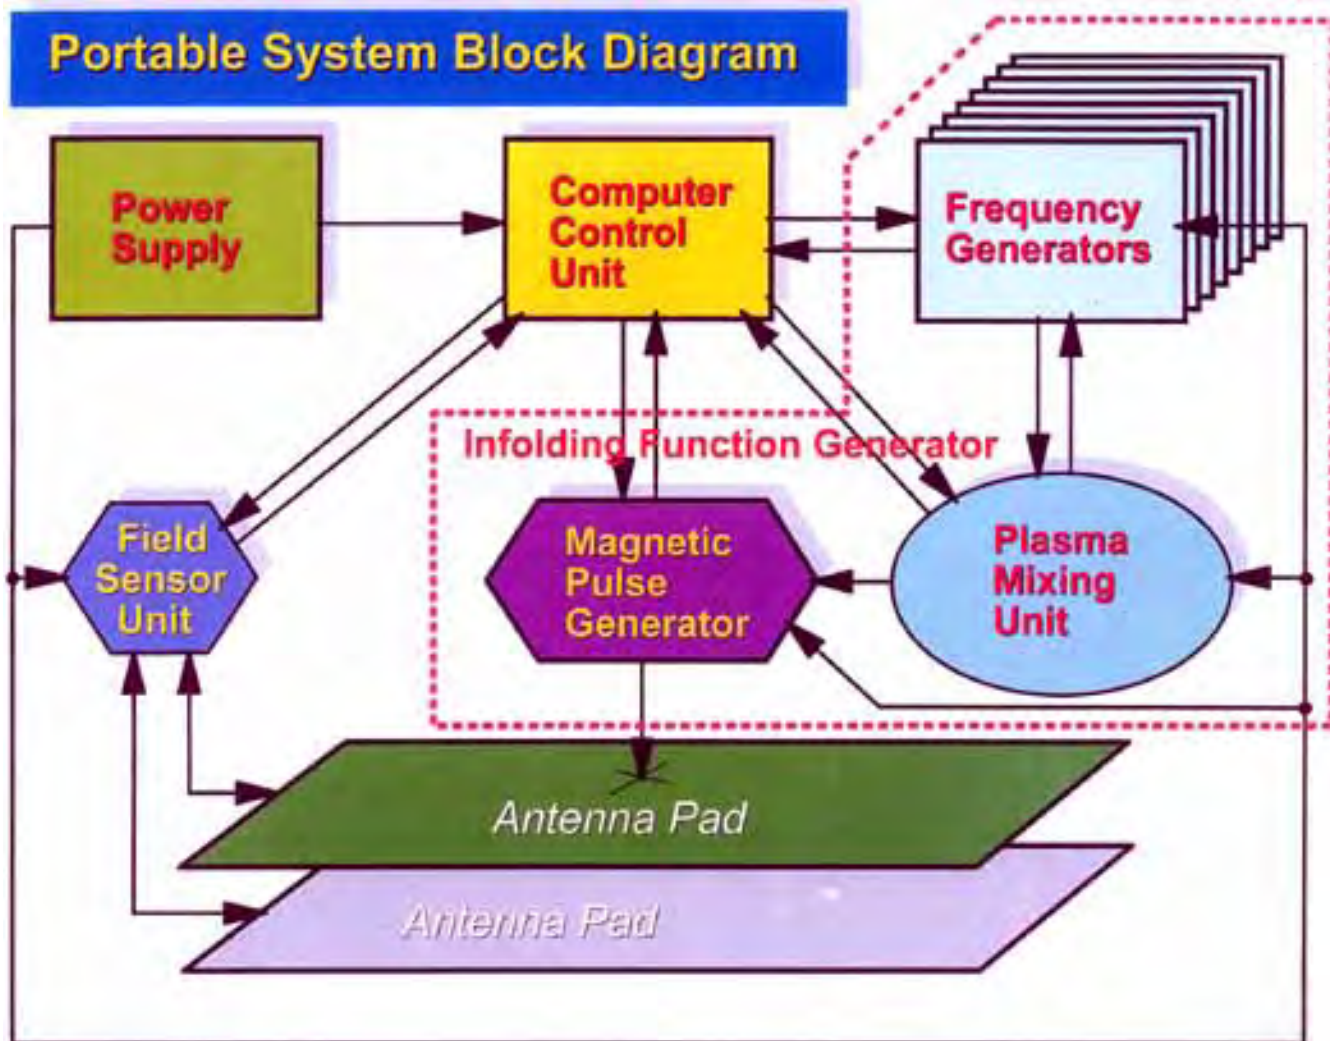 Portable System Block Diagram
Power
Supply
Computer
Control
Unit
Frequency
Generators
Infolding Function Generator
Field
Sensor
Unit
Magnetic
Pulse
Generator
Plasma
Mixing
Unit
Antenna Pad
Antenna Pad